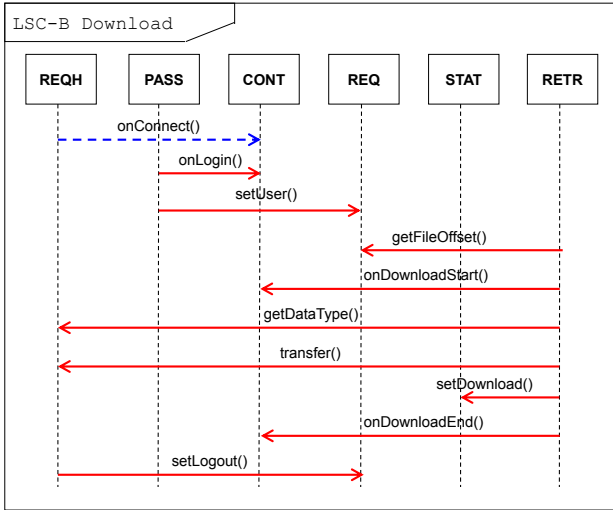 LSC-B Download
REQH PASS CONT REQ STAT RETR
onConnect()
onLogin()
setUser()
getFileOffset()
onDownloadStart()
getDataType()
transfer()
setDownload()
onDownloadEnd()
setLogout()